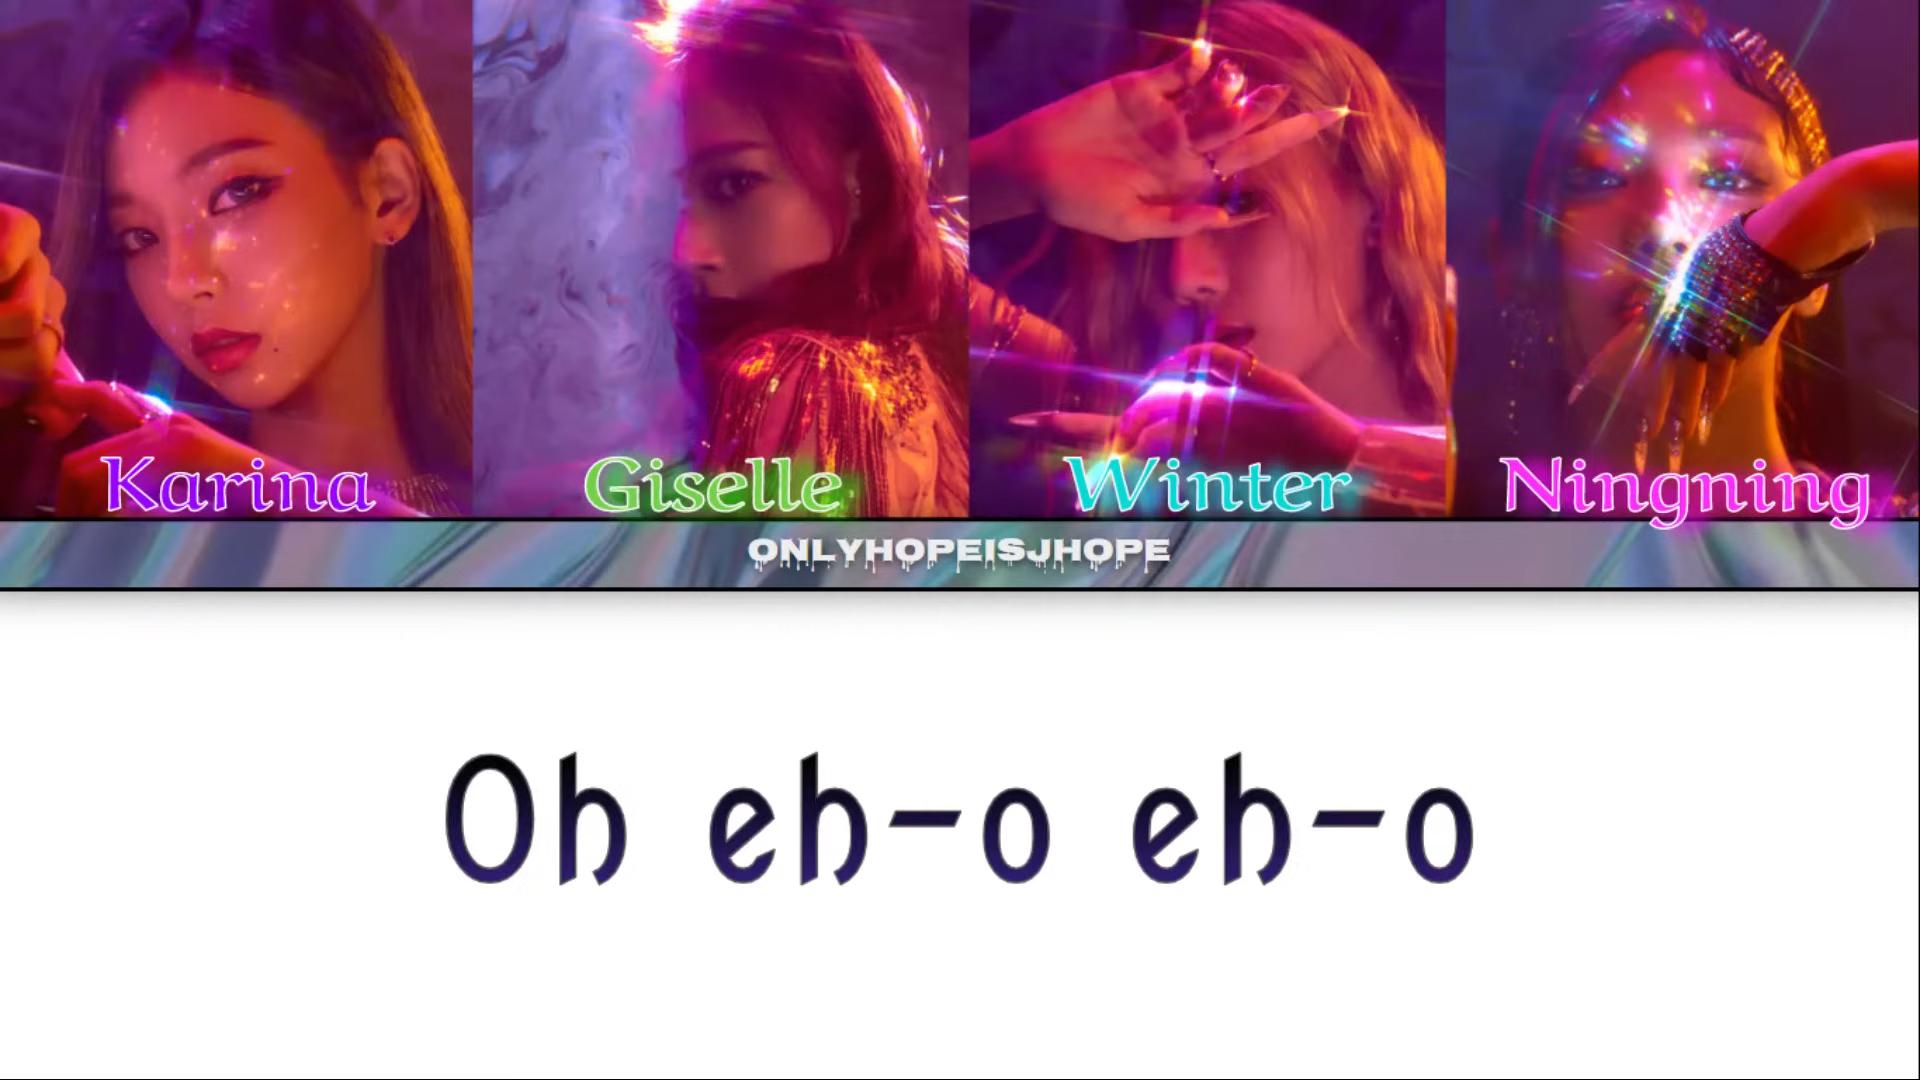 Karina
Giselle
Winter
Ningning
ONLYHOPEISJHOPE
Oh eh-o eh-o